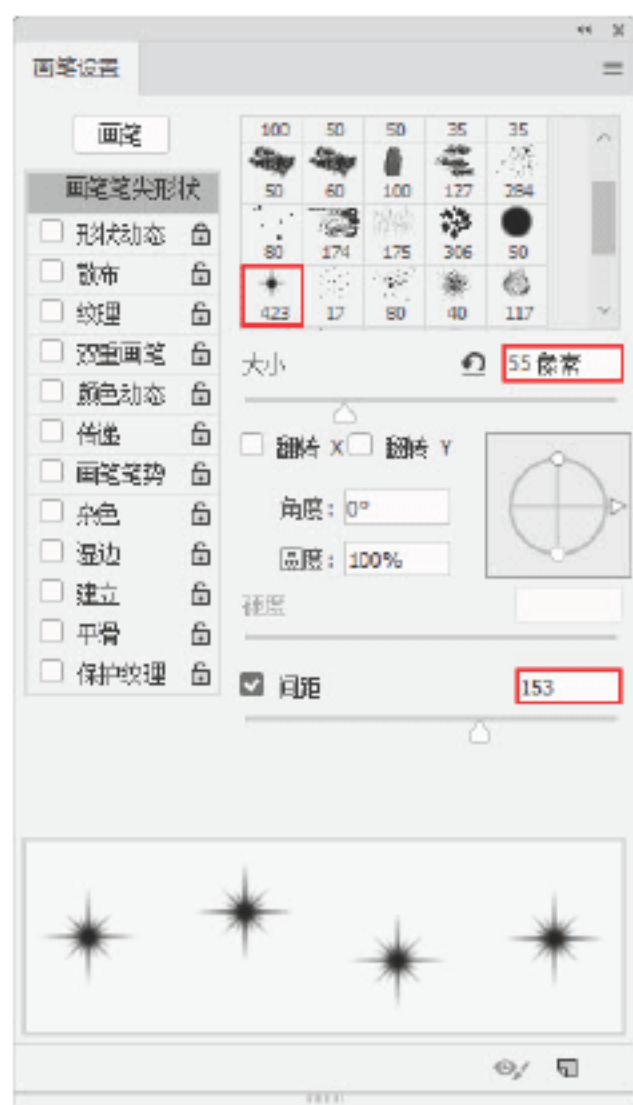 画笔设置
画笔
画笔笔尖形状
形状动态
散布
纹理
双重画笔
颜色动态
传递
画笔笔势
杂色
湿边
建立
平滑
保护纹理
100 50 50 35 35
50 60 100 127 284
80 174 175 306 50
423 17 80 40 117
大小 55 像素
翻转 X 翻转 Y
角度: 0°
圆度: 100%
硬度
间距 153